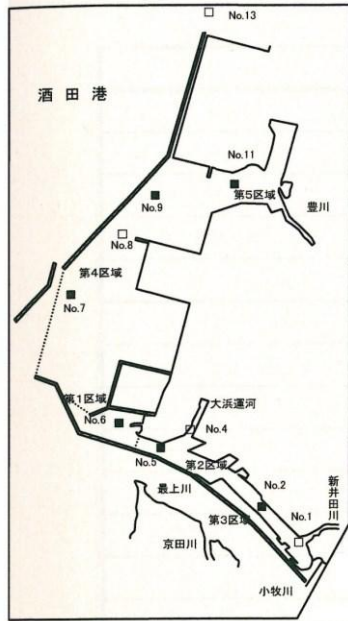 No.13
酒田港
No.11
第5区域
No.9
豊川
No.8
第4区域
No.7
大浜運河
第1区域
No.6
No.4
No.5
第2区域
No.2
最上川
新井田川
No.1
第3区域
京田川
小牧川